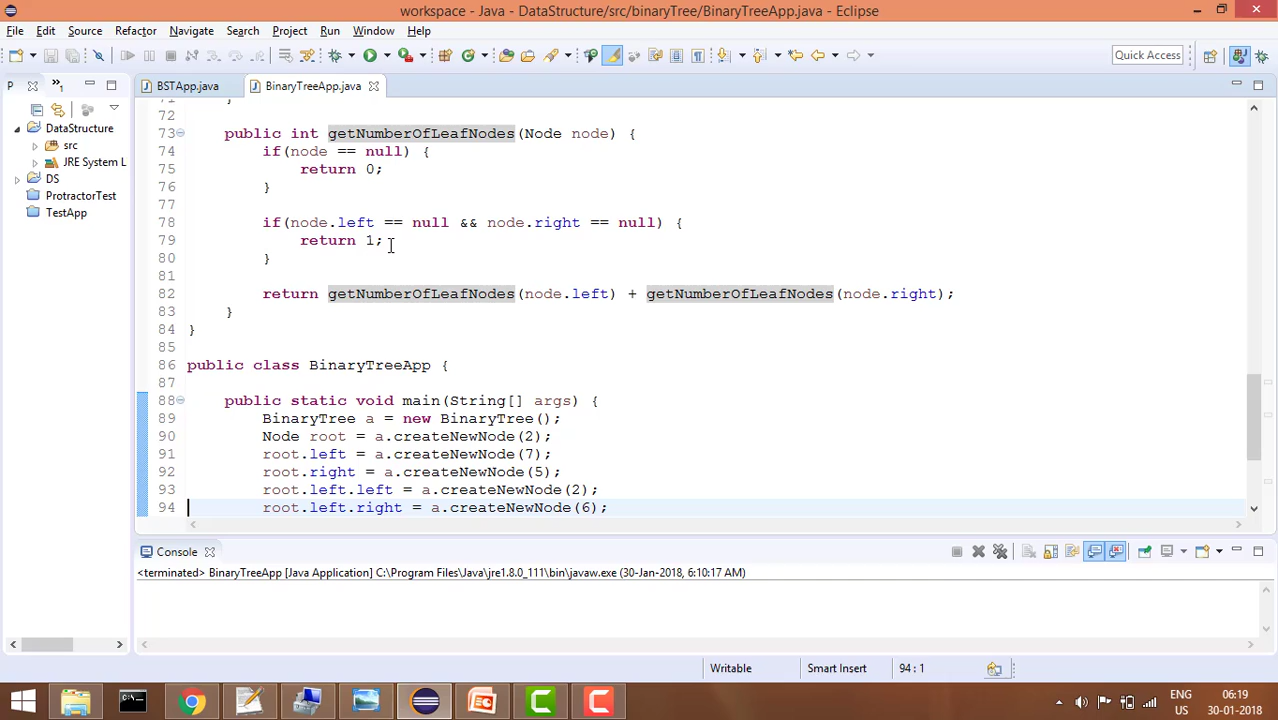 workspace - Java - DataStructure/src/binaryTree/BinaryTreeApp.java - Eclipse
File Edit Source Refactor Navigate Search Project Run Window Help
Quick Access
P
1
BSTApp.java
BinaryTreeApp.java
DataStructure
src
JRE System L
DS
ProtractorTest
TestApp
71 }
72
73 public int getNumberOfLeafNodes(Node node) {
74 if(node == null) {
75 return 0;
76 }
77
78 if(node.left == null && node.right == null) {
79 return 1;
80 }
81
82 return getNumberOfLeafNodes(node.left) + getNumberOfLeafNodes(node.right);
83 }
84 }
85
86 public class BinaryTreeApp {
87
88 public static void main(String[] args) {
89 BinaryTree a = new BinaryTree();
90 Node root = a.createNewNode(2);
91 root.left = a.createNewNode(7);
92 root.right = a.createNewNode(5);
93 root.left.left = a.createNewNode(2);
94 root.left.right = a.createNewNode(6);
Console
<terminated> BinaryTreeApp [Java Application] C:\Program Files\Java\jre1.8.0_111\bin\javaw.exe (30-Jan-2018, 6:10:17 AM)
Writable Smart Insert 94 : 1
ENG 06:19
US 30-01-2018